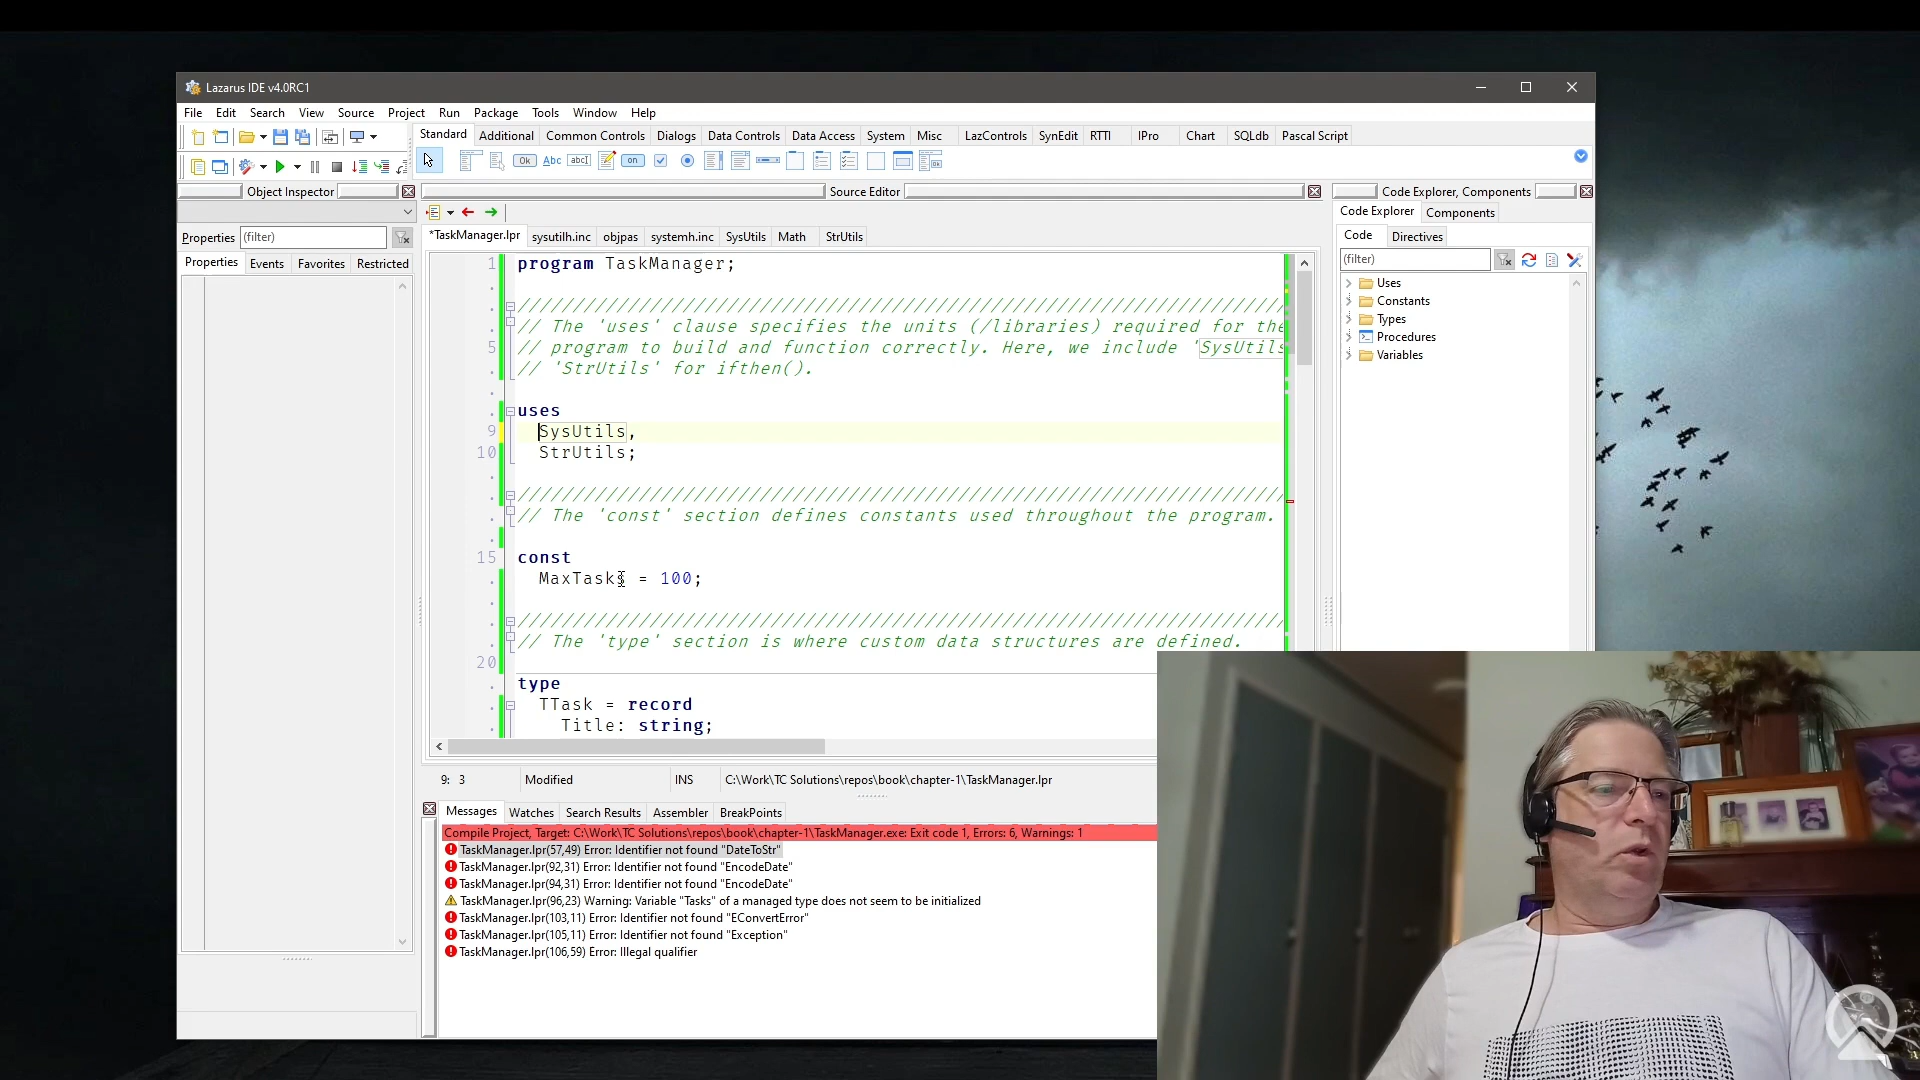 Lazarus IDE v4.0RC1
File Edit Search View Source Project Run Package Tools Window Help
Standard Additional Common Controls Dialogs Data Controls Data Access System Misc LazControls SynEdit RTTI IPro Chart SQLdb Pascal Script
Ok Abc abcI on
Object Inspector
Source Editor
Code Explorer, Components
Code Explorer Components
Properties (filter)
*TaskManager.lpr sysutilh.inc objpas systemh.inc SysUtils Math StrUtils
Code Directives
Properties Events Favorites Restricted
(filter)
Uses
Constants
Types
Procedures
Variables
1 program TaskManager;
////////////////////////////////////////////////////////////////////////
// The 'uses' clause specifies the units (/libraries) required for the
5 // program to build and function correctly. Here, we include 'SysUtils
// 'StrUtils' for ifthen().
uses
9 SysUtils,
10 StrUtils;
////////////////////////////////////////////////////////////////////////
// The 'const' section defines constants used throughout the program.
15 const
MaxTasks = 100;
////////////////////////////////////////////////////////////////////////
// The 'type' section is where custom data structures are defined.
20
type
TTask = record
Title: string;
9: 3 Modified INS C:\Work\TC Solutions\repos\book\chapter-1\TaskManager.lpr
Messages Watches Search Results Assembler BreakPoints
Compile Project, Target: C:\Work\TC Solutions\repos\book\chapter-1\TaskManager.exe: Exit code 1, Errors: 6, Warnings: 1
TaskManager.lpr(57,49) Error: Identifier not found "DateToStr"
TaskManager.lpr(92,31) Error: Identifier not found "EncodeDate"
TaskManager.lpr(94,31) Error: Identifier not found "EncodeDate"
TaskManager.lpr(96,23) Warning: Variable "Tasks" of a managed type does not seem to be initialized
TaskManager.lpr(103,11) Error: Identifier not found "EConvertError"
TaskManager.lpr(105,11) Error: Identifier not found "Exception"
TaskManager.lpr(106,59) Error: Illegal qualifier